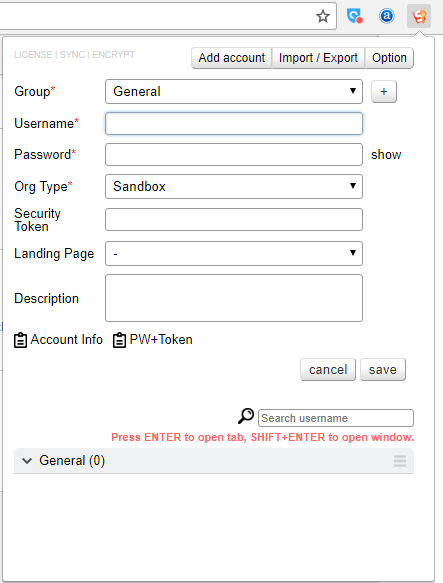 LICENSE | SYNC | ENCRYPT
Add account Import / Export Option
Group* General +
Username*
Password* show
Org Type* Sandbox
Security
Token
Landing Page -
Description
Account Info PW+Token
cancel save
Search username
Press ENTER to open tab, SHIFT+ENTER to open window.
General (0)